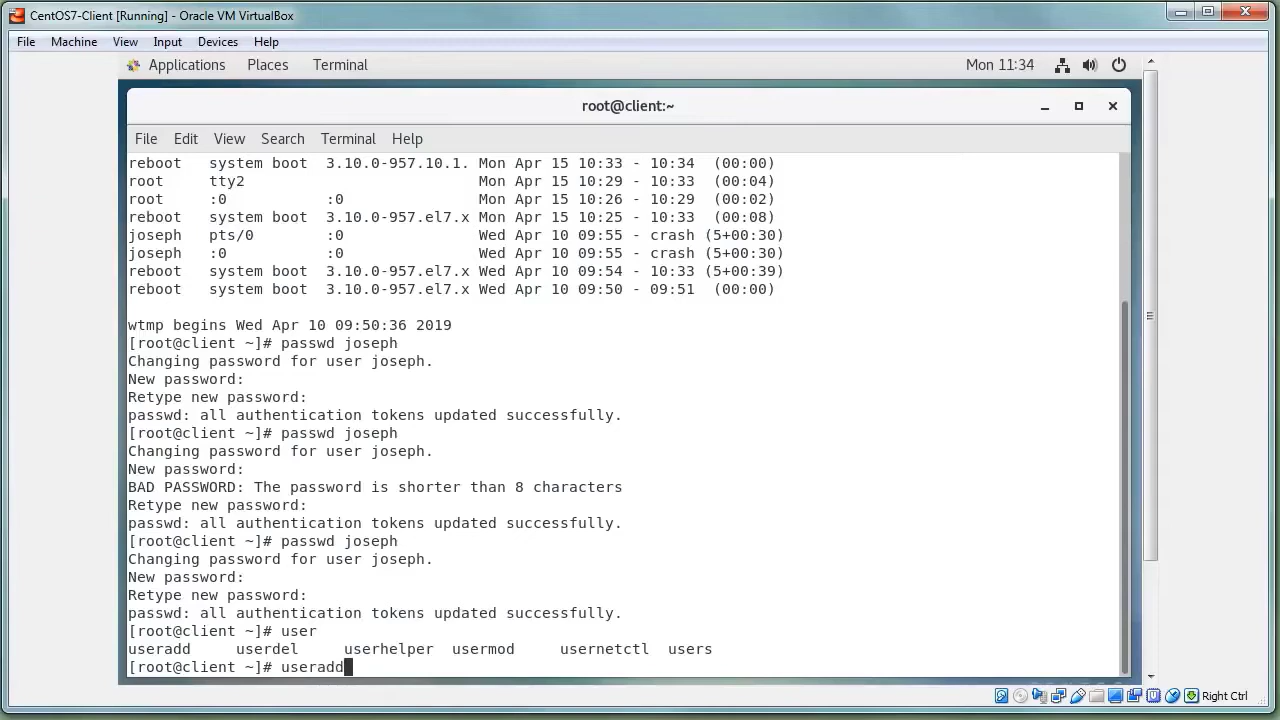 CentOS7-Client [Running] - Oracle VM VirtualBox
File Machine View Input Devices Help
Applications Places Terminal Mon 11:34
root@client:~
File Edit View Search Terminal Help
reboot   system boot  3.10.0-957.10.1. Mon Apr 15 10:33 - 10:34  (00:00)
root     tty2                          Mon Apr 15 10:29 - 10:33  (00:04)
root     :0           :0               Mon Apr 15 10:26 - 10:29  (00:02)
reboot   system boot  3.10.0-957.el7.x Mon Apr 15 10:25 - 10:33  (00:08)
joseph   pts/0        :0               Wed Apr 10 09:55 - crash (5+00:30)
joseph   :0           :0               Wed Apr 10 09:55 - crash (5+00:30)
reboot   system boot  3.10.0-957.el7.x Wed Apr 10 09:54 - 10:33 (5+00:39)
reboot   system boot  3.10.0-957.el7.x Wed Apr 10 09:50 - 09:51  (00:00)
wtmp begins Wed Apr 10 09:50:36 2019
[root@client ~]# passwd joseph
Changing password for user joseph.
New password:
Retype new password:
passwd: all authentication tokens updated successfully.
[root@client ~]# passwd joseph
Changing password for user joseph.
New password:
BAD PASSWORD: The password is shorter than 8 characters
Retype new password:
passwd: all authentication tokens updated successfully.
[root@client ~]# passwd joseph
Changing password for user joseph.
New password:
Retype new password:
passwd: all authentication tokens updated successfully.
[root@client ~]# user
useradd     userdel     userhelper  usermod     usernetctl  users
[root@client ~]# useradd
Right Ctrl